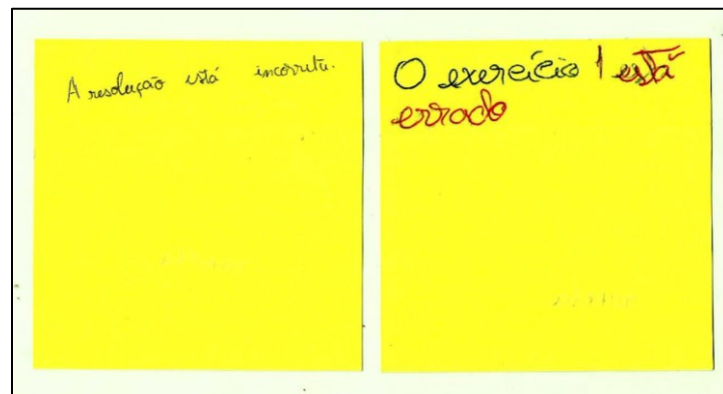 A resolução está incorreta.
O exercício 1 está
errado